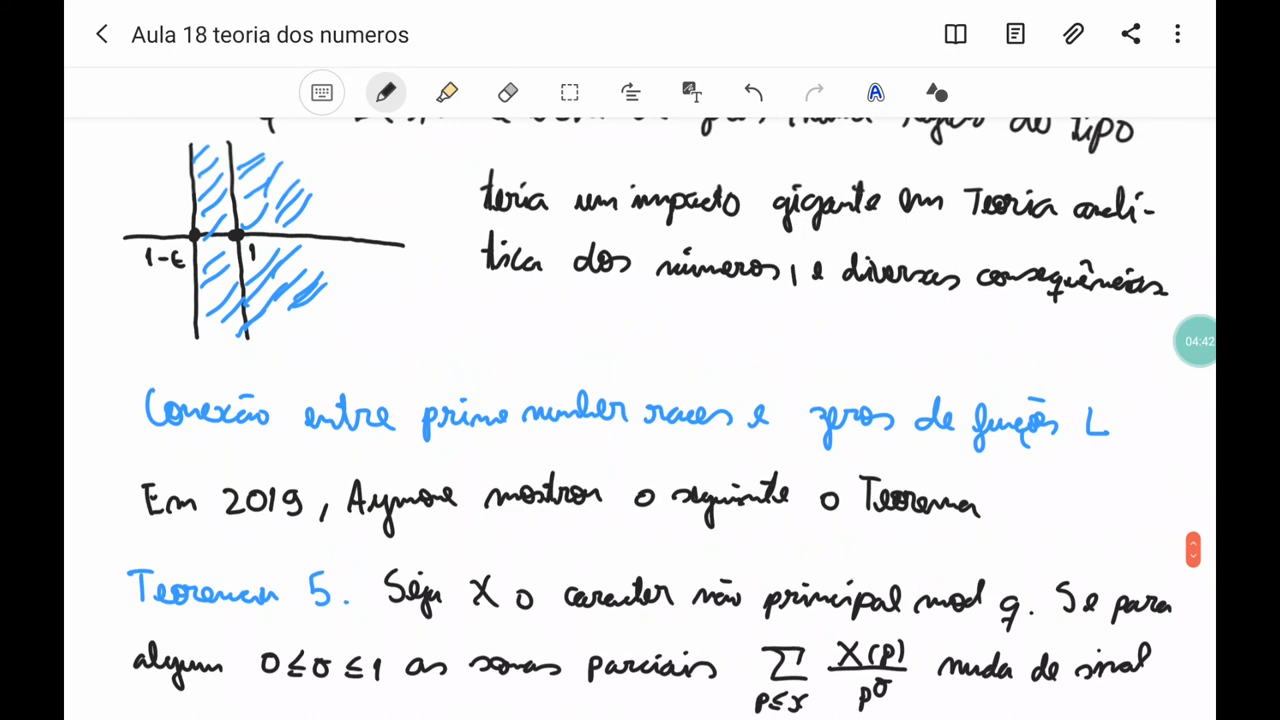 Aula 18 teoria dos numeros
do tipo
teria um impacto gigante em Teoria analí-
tica dos números, e diversas consequências
1-ε 1
04:42
Conexão entre prime number races e zeros de funções L
Em 2019, Aymone mostrou o seguinte o Teorema
Teorema 5. Seja χ o caracter não principal mod q. Se para
algum 0 ≤ σ ≤ 1 as somas parciais ∑_{p≤x} χ(p)/p^σ muda de sinal